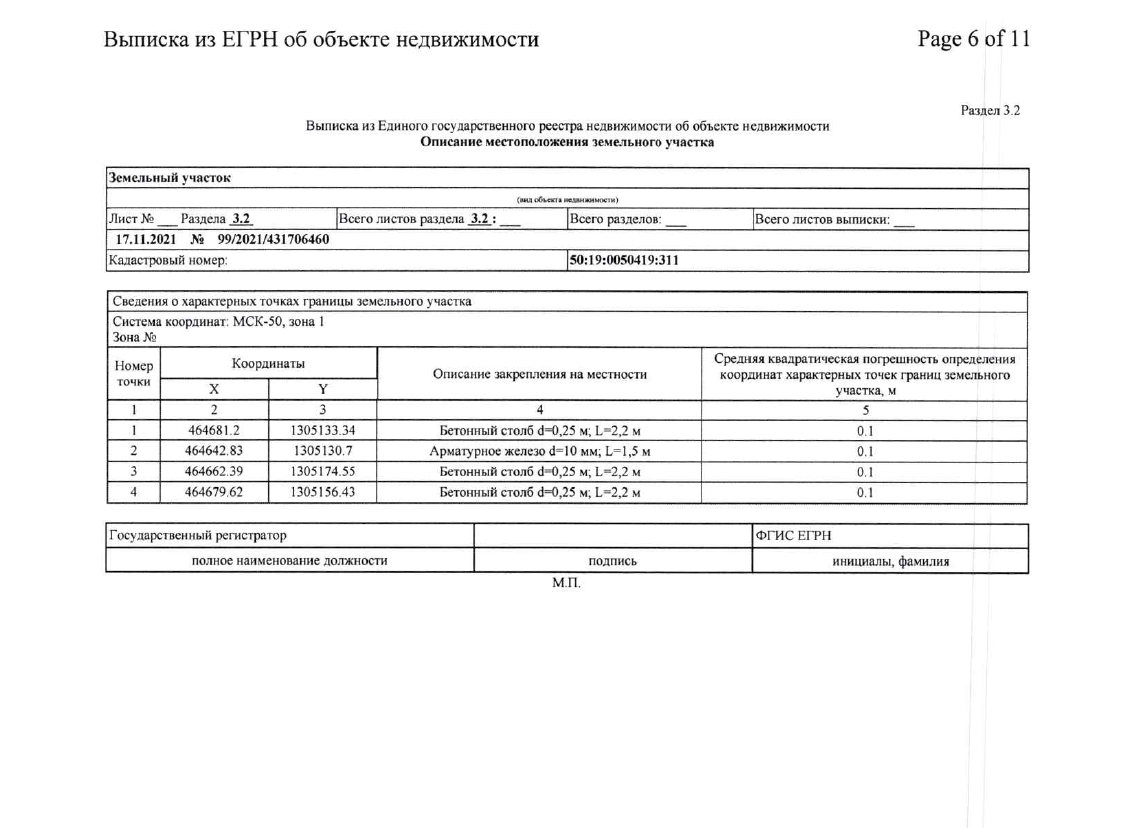 Выписка из ЕГРН об объекте недвижимости Page 6 of 11
Раздел 3.2
Выписка из Единого государственного реестра недвижимости об объекте недвижимости
Описание местоположения земельного участка
Земельный участок
(вид объекта недвижимости)
Лист № ___ Раздела 3.2 Всего листов раздела 3.2 : ___ Всего разделов: ___ Всего листов выписки: ___
17.11.2021 № 99/2021/431706460
Кадастровый номер: 50:19:0050419:311
Сведения о характерных точках границы земельного участка
Система координат: МСК-50, зона 1
Зона №
Номер точки Координаты Описание закрепления на местности Средняя квадратическая погрешность определения координат характерных точек границ земельного участка, м
X Y
1 2 3 4 5
1 464681.2 1305133.34 Бетонный столб d=0,25 м; L=2,2 м 0.1
2 464642.83 1305130.7 Арматурное железо d=10 мм; L=1,5 м 0.1
3 464662.39 1305174.55 Бетонный столб d=0,25 м; L=2,2 м 0.1
4 464679.62 1305156.43 Бетонный столб d=0,25 м; L=2,2 м 0.1
Государственный регистратор ФГИС ЕГРН
полное наименование должности подпись инициалы, фамилия
М.П.